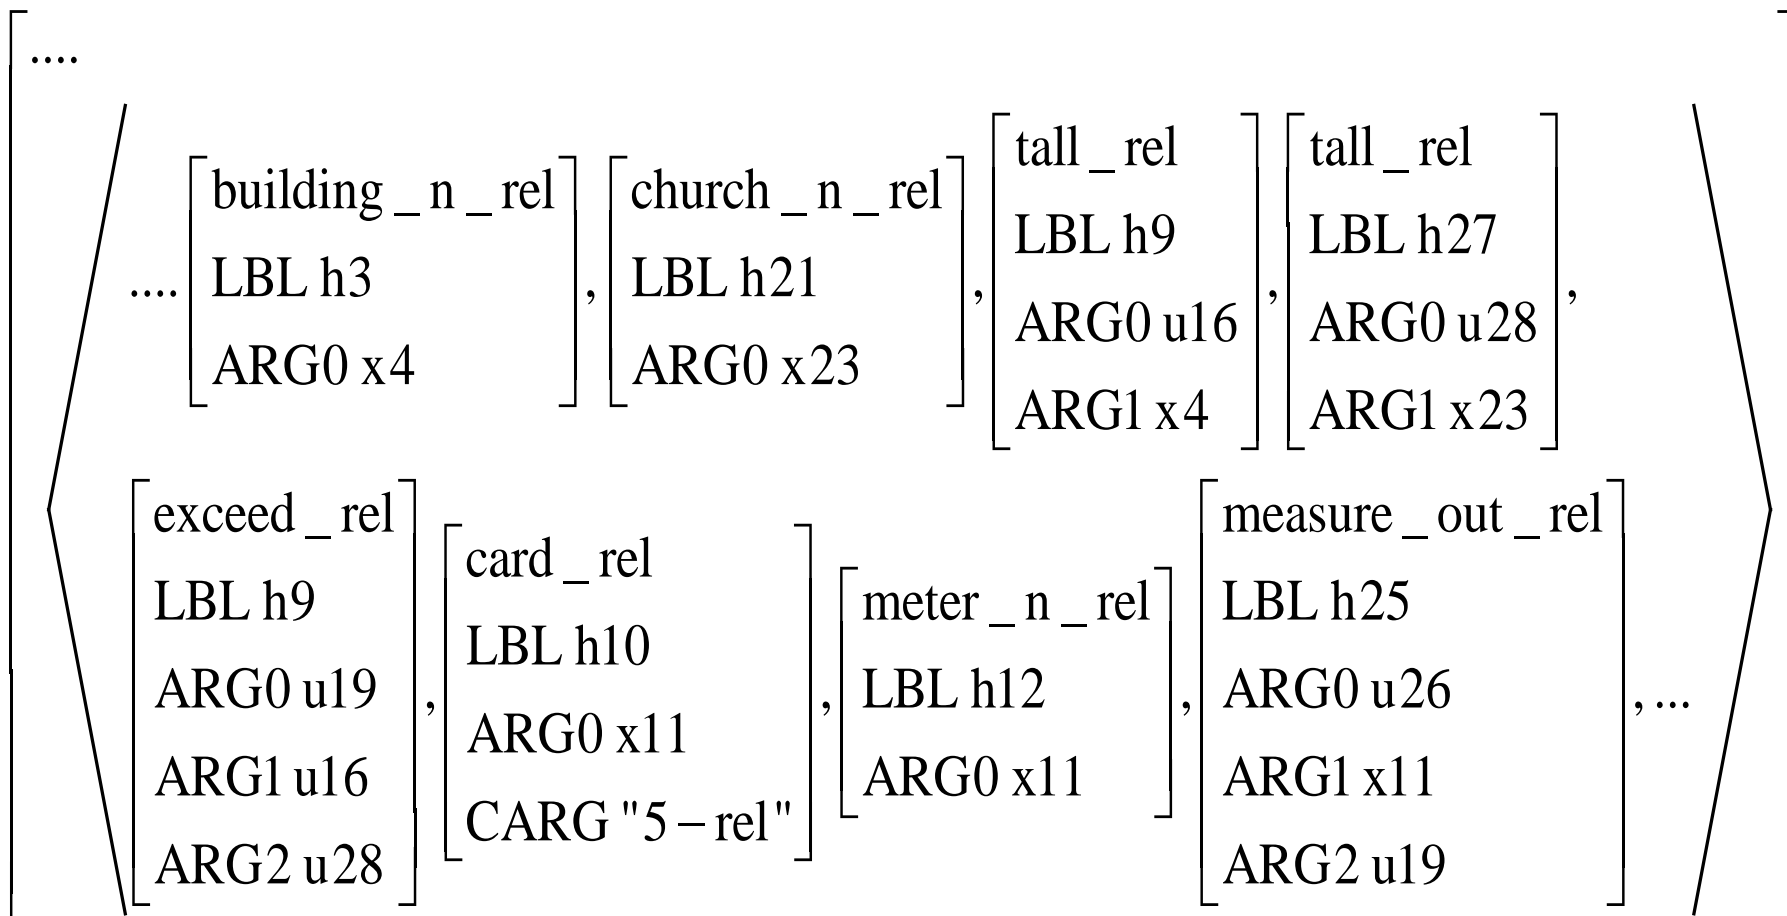 ....
.... [building _ n _ rel
LBL h3
ARG0 x4],
[church _ n _ rel
LBL h21
ARG0 x23],
[tall _ rel
LBL h9
ARG0 u16
ARG1 x4],
[tall _ rel
LBL h27
ARG0 u28
ARG1 x23],
[exceed _ rel
LBL h9
ARG0 u19
ARG1 u16
ARG2 u28],
[card _ rel
LBL h10
ARG0 x11
CARG "5 – rel"],
[meter _ n _ rel
LBL h12
ARG0 x11],
[measure _ out _ rel
LBL h25
ARG0 u26
ARG1 x11
ARG2 u19], ...